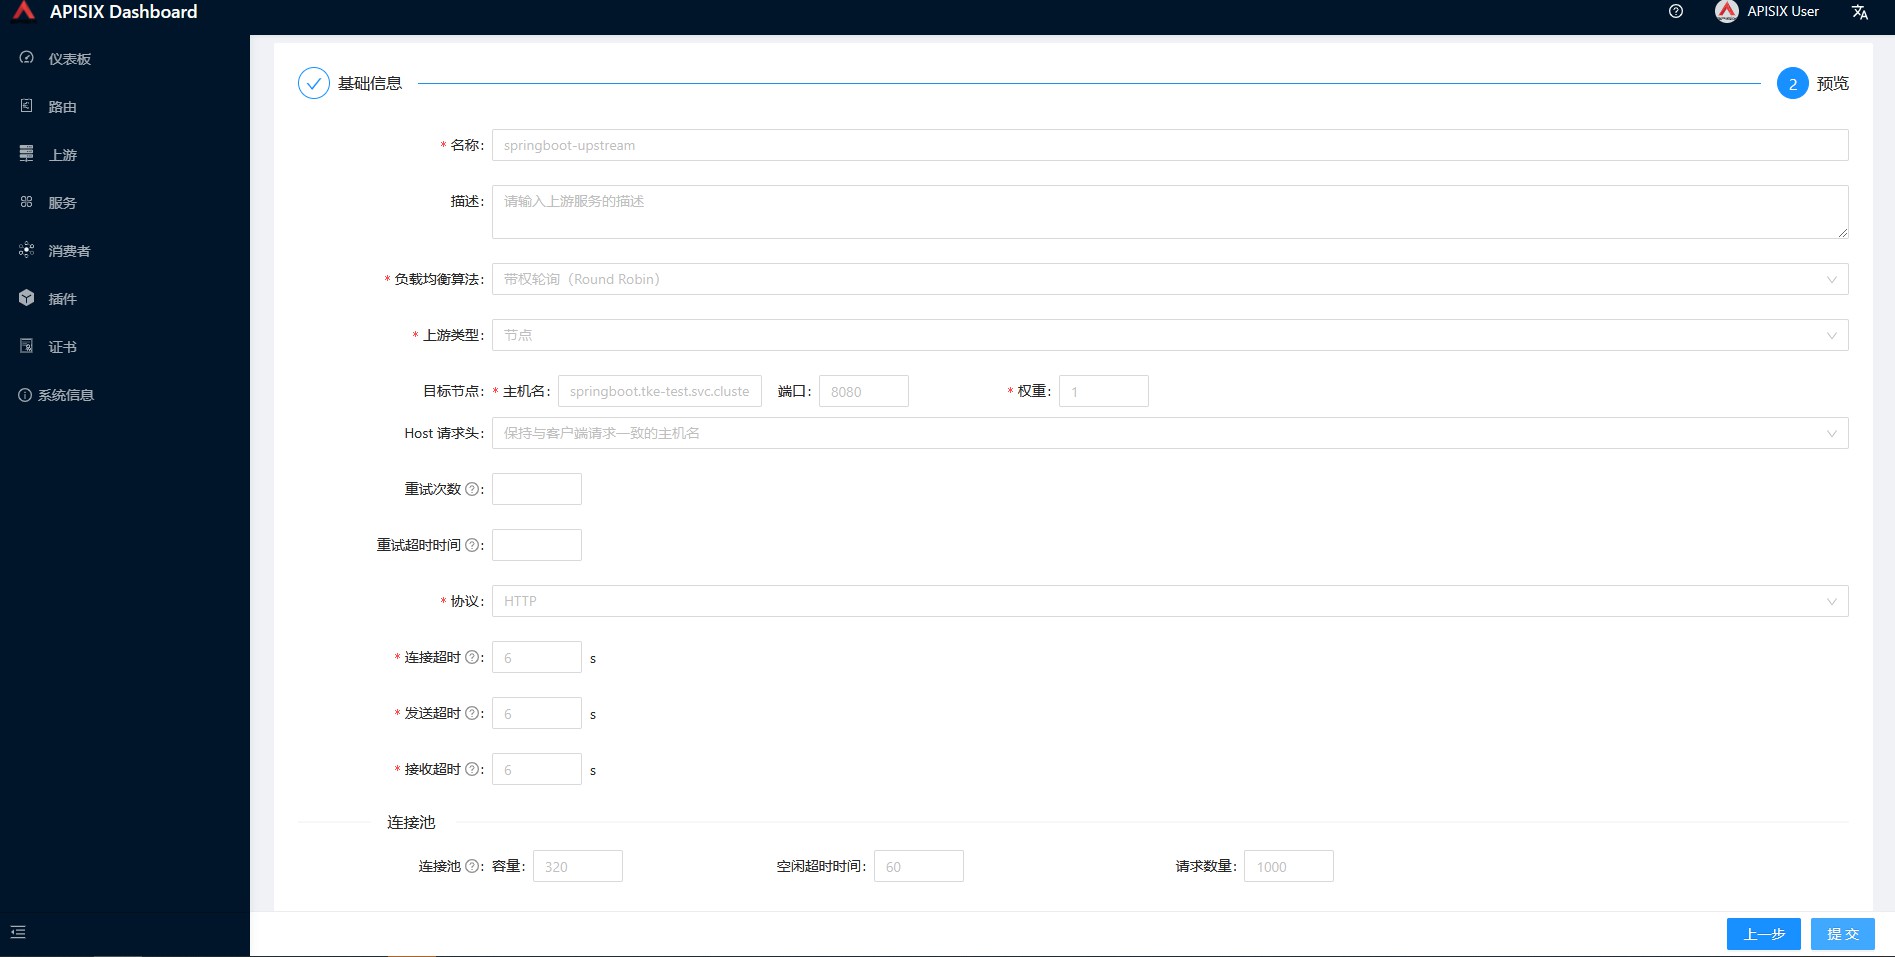 APISIX Dashboard
APISIX User
仪表板
路由
上游
服务
消费者
插件
证书
系统信息
基础信息
2 预览
* 名称: springboot-upstream
描述: 请输入上游服务的描述
* 负载均衡算法: 带权轮询（Round Robin）
* 上游类型: 节点
目标节点: * 主机名: springboot.tke-test.svc.cluste 端口: 8080 * 权重: 1
Host 请求头: 保持与客户端请求一致的主机名
重试次数 ? :
重试超时时间 ? :
* 协议: HTTP
* 连接超时 ? : 6 s
* 发送超时 ? : 6 s
* 接收超时 ? : 6 s
连接池
连接池 ? : 容量: 320 空闲超时时间: 60 请求数量: 1000
上一步 提 交